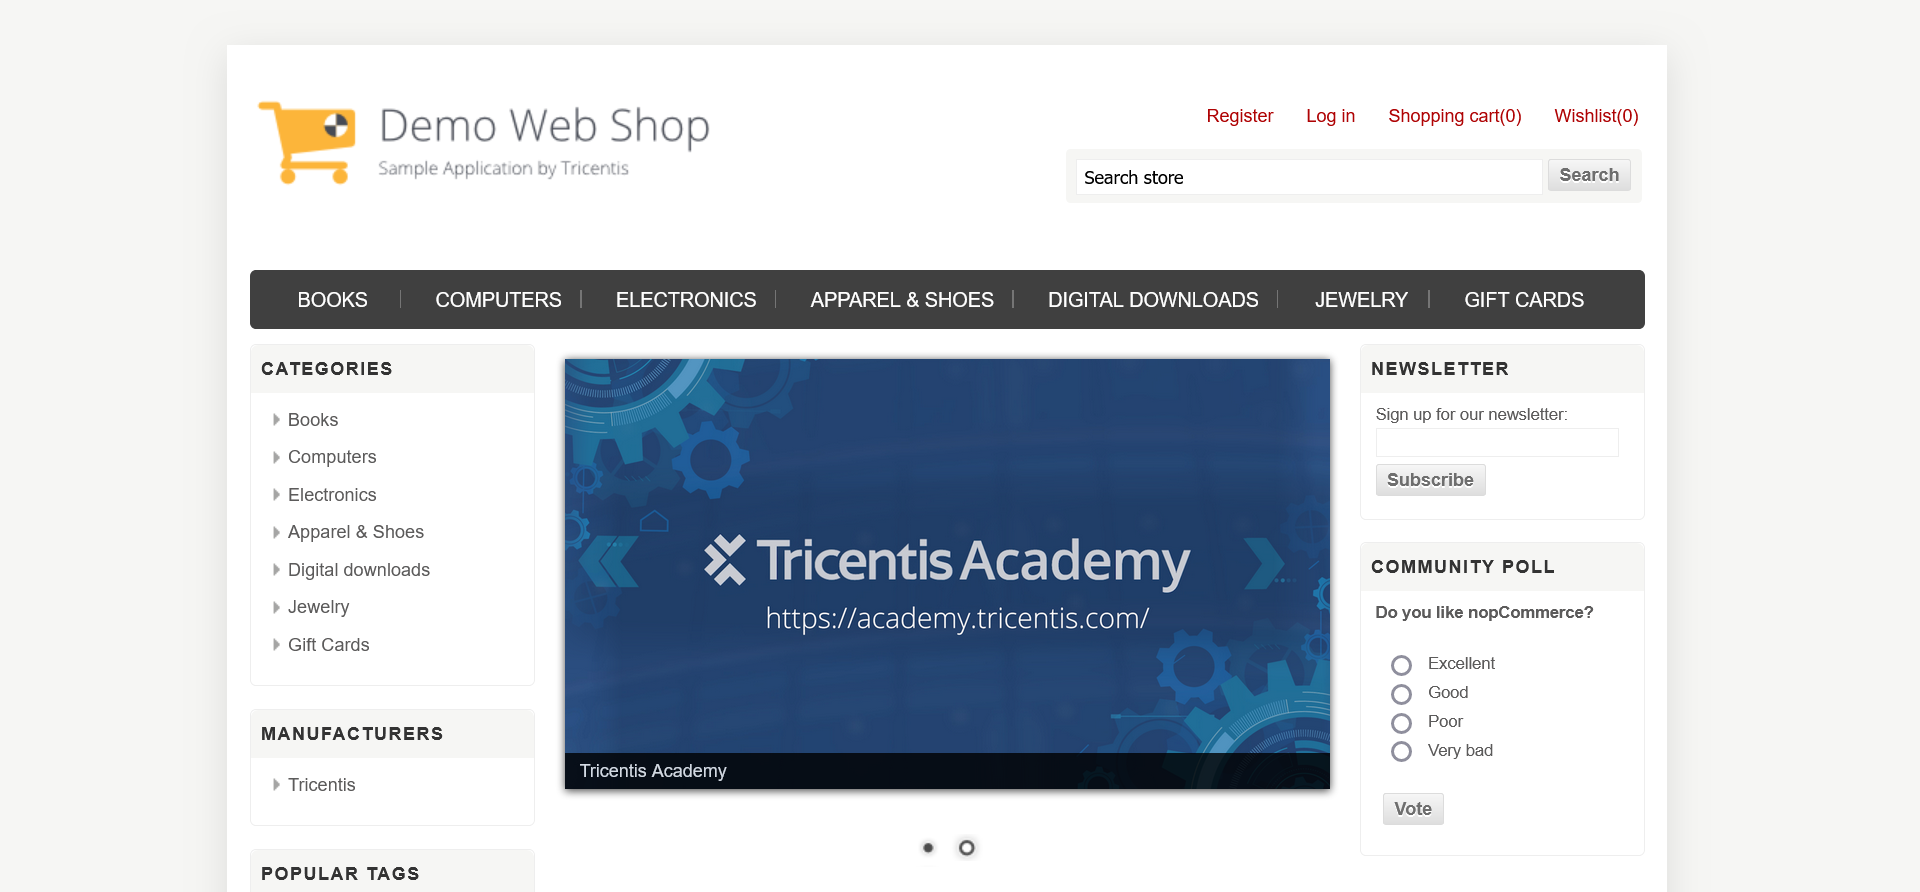 Demo Web Shop
Sample Application by Tricentis
Register Log in Shopping cart(0) Wishlist(0)
Search store Search
BOOKS COMPUTERS ELECTRONICS APPAREL & SHOES DIGITAL DOWNLOADS JEWELRY GIFT CARDS
CATEGORIES
Books
Computers
Electronics
Apparel & Shoes
Digital downloads
Jewelry
Gift Cards
MANUFACTURERS
Tricentis
POPULAR TAGS
Tricentis Academy
https://academy.tricentis.com/
Tricentis Academy
NEWSLETTER
Sign up for our newsletter:
Subscribe
COMMUNITY POLL
Do you like nopCommerce?
Excellent
Good
Poor
Very bad
Vote